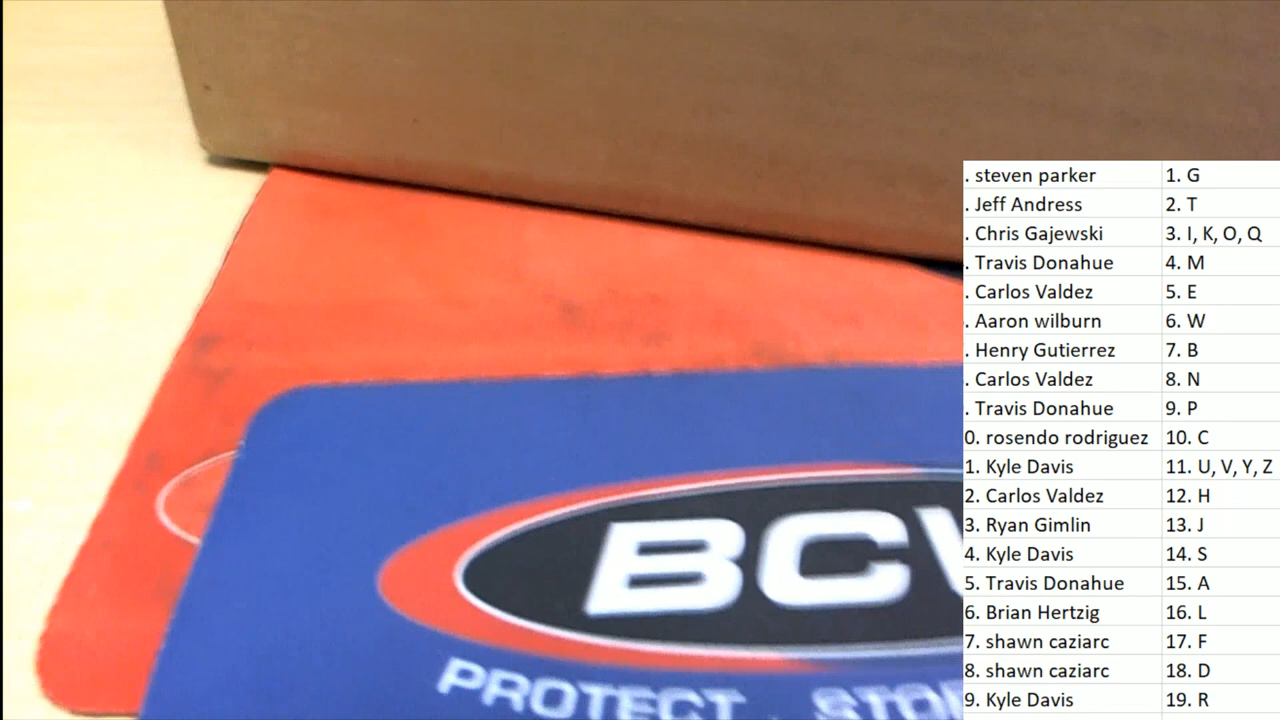 . steven parker 1. G
. Jeff Andress 2. T
. Chris Gajewski 3. I, K, O, Q
. Travis Donahue 4. M
. Carlos Valdez 5. E
. Aaron wilburn 6. W
. Henry Gutierrez 7. B
. Carlos Valdez 8. N
. Travis Donahue 9. P
0. rosendo rodriguez 10. C
1. Kyle Davis 11. U, V, Y, Z
2. Carlos Valdez 12. H
3. Ryan Gimlin 13. J
4. Kyle Davis 14. S
5. Travis Donahue 15. A
6. Brian Hertzig 16. L
7. shawn caziarc 17. F
8. shawn caziarc 18. D
9. Kyle Davis 19. R
BC
PROTECT